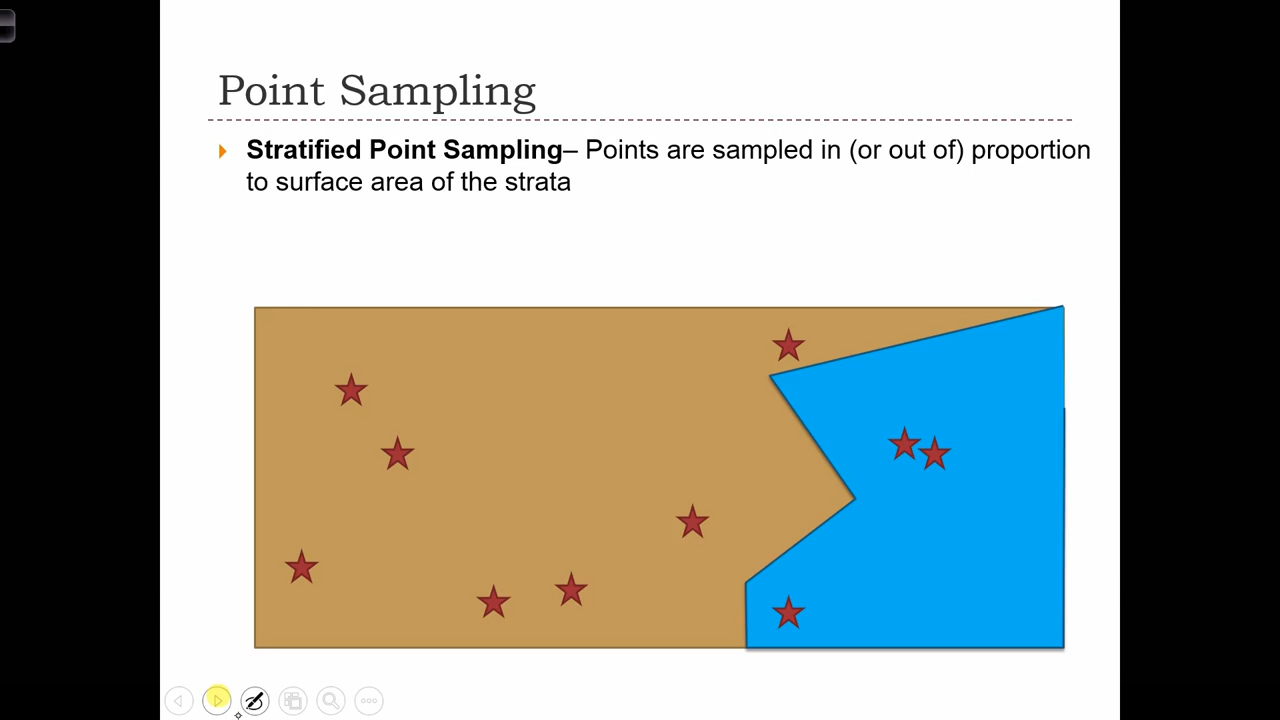 Point Sampling
Stratified Point Sampling– Points are sampled in (or out of) proportion
to surface area of the strata